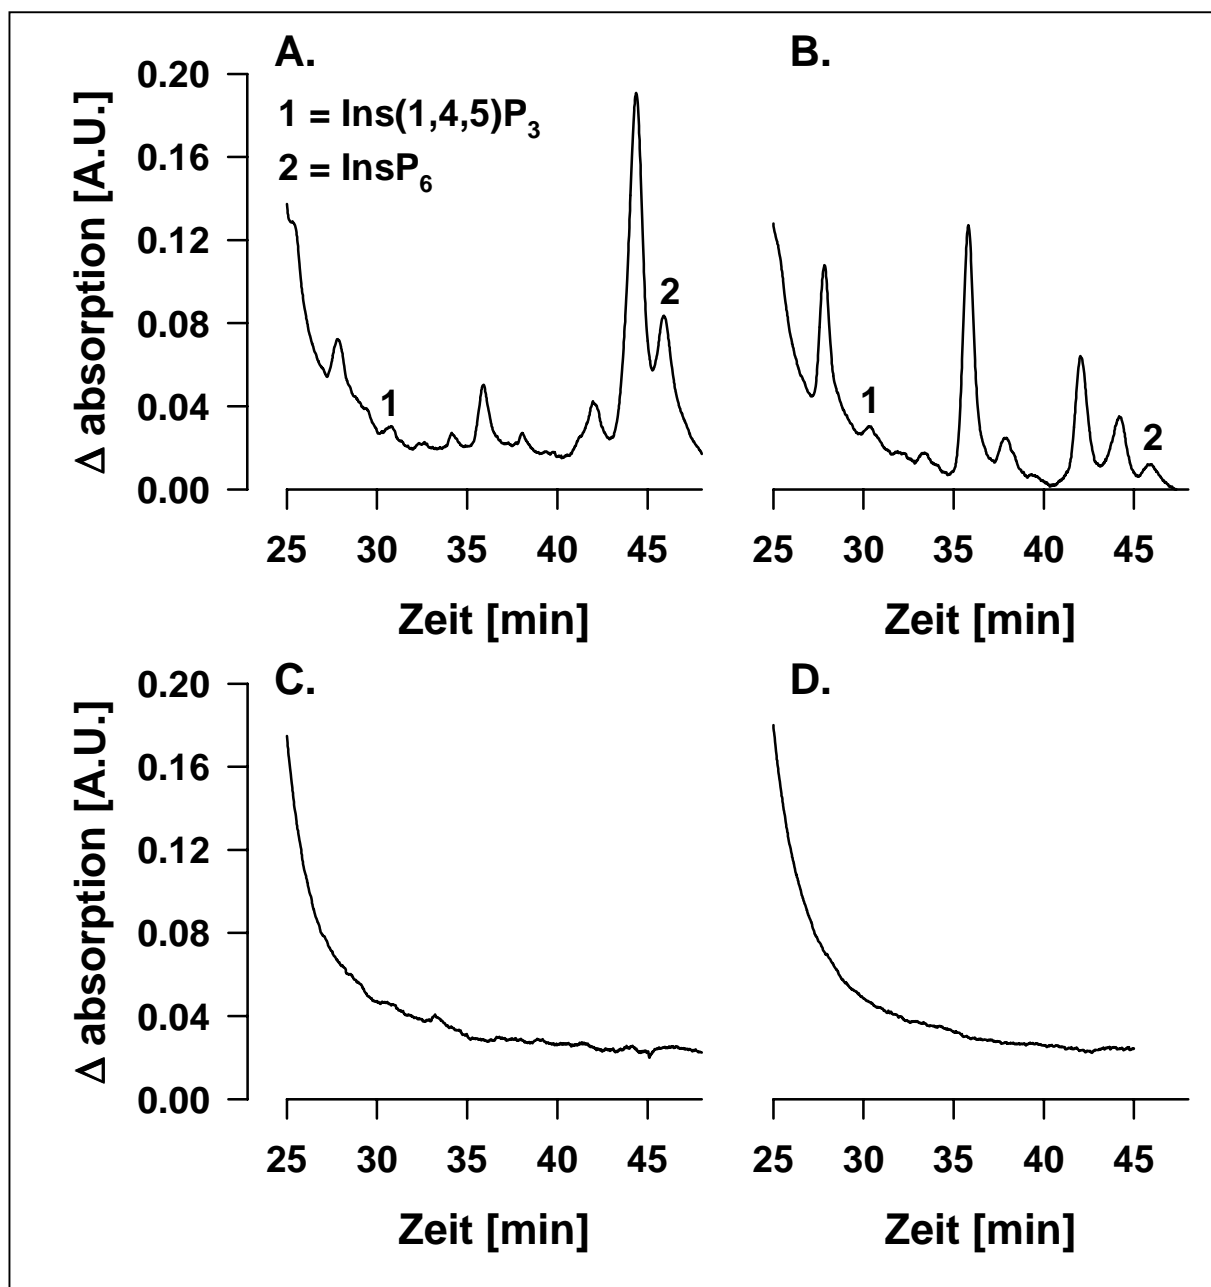 A.
B.
0.20
0.16
0.12
0.08
0.04
0.00
Δ absorption [A.U.]
1 = Ins(1,4,5)P3
2 = InsP6
1
2
1
2
25 30 35 40 45
25 30 35 40 45
Zeit [min]
Zeit [min]
C.
D.
0.20
0.16
0.12
0.08
0.04
0.00
Δ absorption [A.U.]
25 30 35 40 45
25 30 35 40 45
Zeit [min]
Zeit [min]